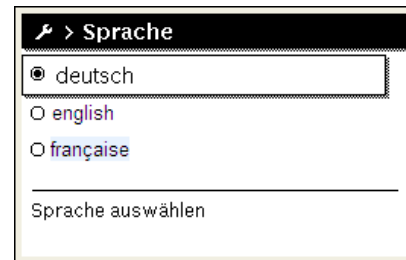 > Sprache
deutsch
english
française
Sprache auswählen